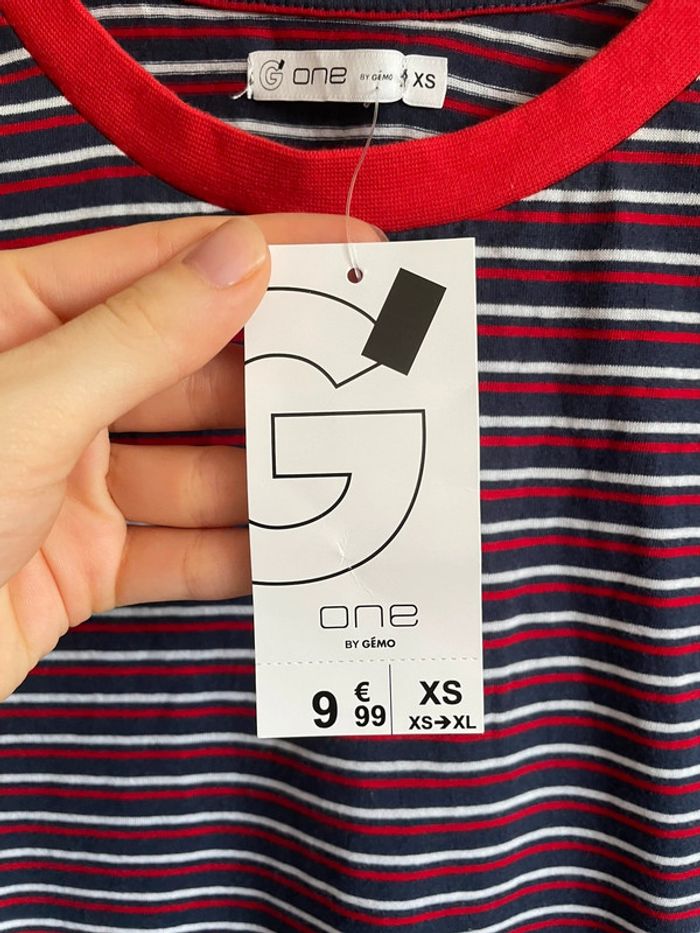 G' one BY GÉMO XS
G'
one
BY GÉMO
9 €99
XS
XS➔XL